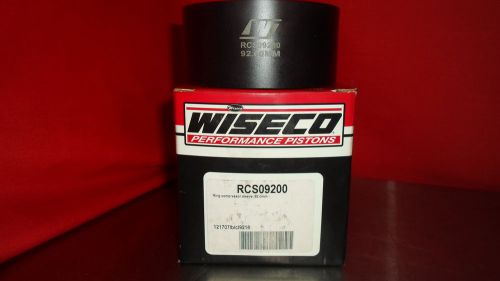 RCS09200
92.00MM
WISECO
PERFORMANCE PISTONS
RCS09200
Ring compressor sleeve 92.0mm